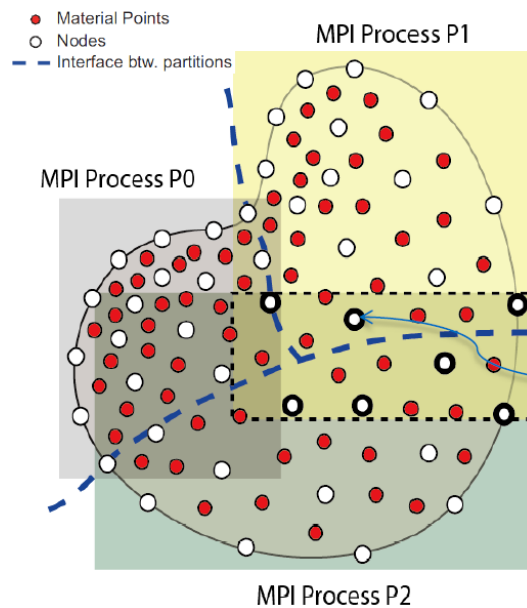 Material Points
Nodes
Interface btw. partitions
MPI Process P1
MPI Process P0
MPI Process P2